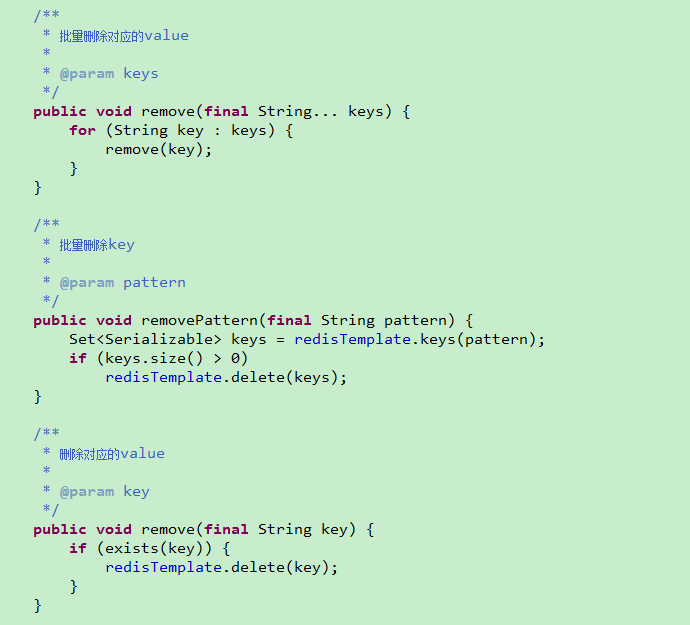 /**
 * 批量删除对应的value
 *
 * @param keys
 */
public void remove(final String... keys) {
    for (String key : keys) {
        remove(key);
    }
}
/**
 * 批量删除key
 *
 * @param pattern
 */
public void removePattern(final String pattern) {
    Set<Serializable> keys = redisTemplate.keys(pattern);
    if (keys.size() > 0)
        redisTemplate.delete(keys);
}
/**
 * 删除对应的value
 *
 * @param key
 */
public void remove(final String key) {
    if (exists(key)) {
        redisTemplate.delete(key);
    }
}